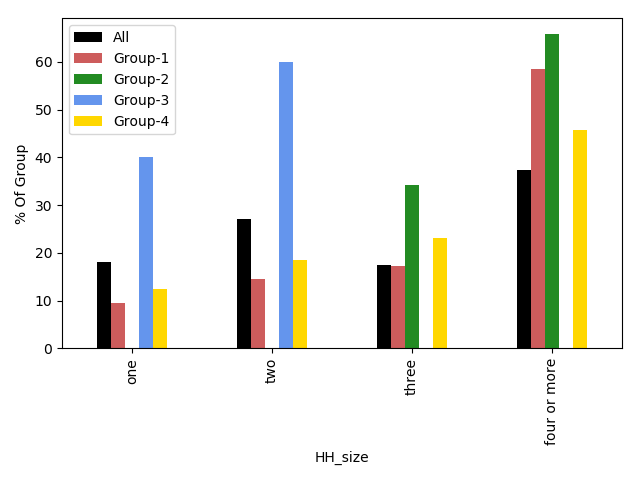 All
Group-1
Group-2
Group-3
Group-4
% Of Group
60
50
40
30
20
10
0
one
two
three
four or more
HH_size